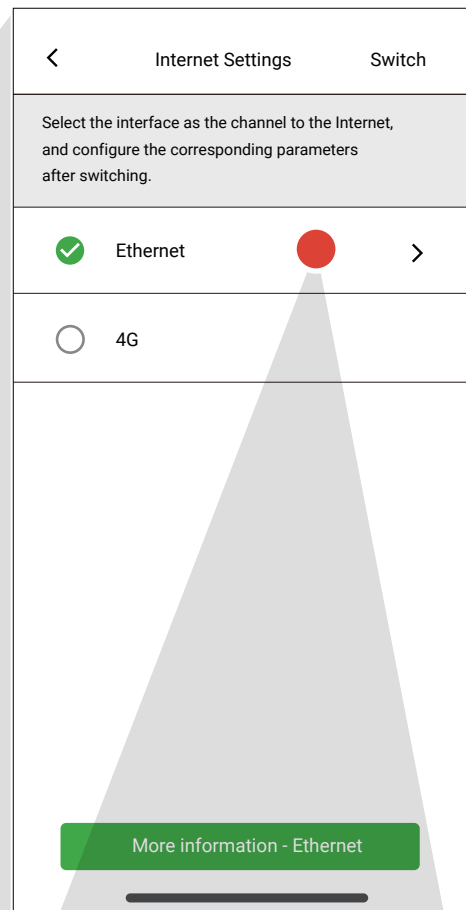 Internet Settings Switch
Select the interface as the channel to the Internet,
and configure the corresponding parameters
after switching.
Ethernet
4G
More information - Ethernet